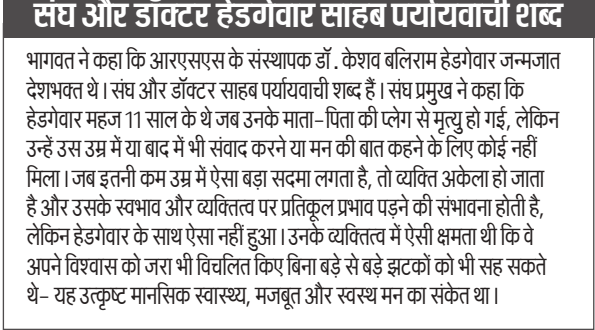 संघ और डॉक्टर हेडगेवार साहब पर्यायवाची शब्द
भागवत ने कहा कि आरएसएस के संस्थापक डॉ. केशव बलिराम हेडगेवार जन्मजात
देशभक्त थे। संघ और डॉक्टर साहब पर्यायवाची शब्द हैं। संघ प्रमुख ने कहा कि
हेडगेवार महज 11 साल के थे जब उनके माता-पिता की प्लेग से मृत्यु हो गई, लेकिन
उन्हें उस उम्र में या बाद में भी संवाद करने या मन की बात कहने के लिए कोई नहीं
मिला। जब इतनी कम उम्र में ऐसा बड़ा सदमा लगता है, तो व्यक्ति अकेला हो जाता
है और उसके स्वभाव और व्यक्तित्व पर प्रतिकूल प्रभाव पड़ने की संभावना होती है,
लेकिन हेडगेवार के साथ ऐसा नहीं हुआ। उनके व्यक्तित्व में ऐसी क्षमता थी कि वे
अपने विश्वास को जरा भी विचलित किए बिना बड़े से बड़े झटकों को भी सह सकते
थे- यह उत्कृष्ट मानसिक स्वास्थ्य, मजबूत और स्वस्थ मन का संकेत था।